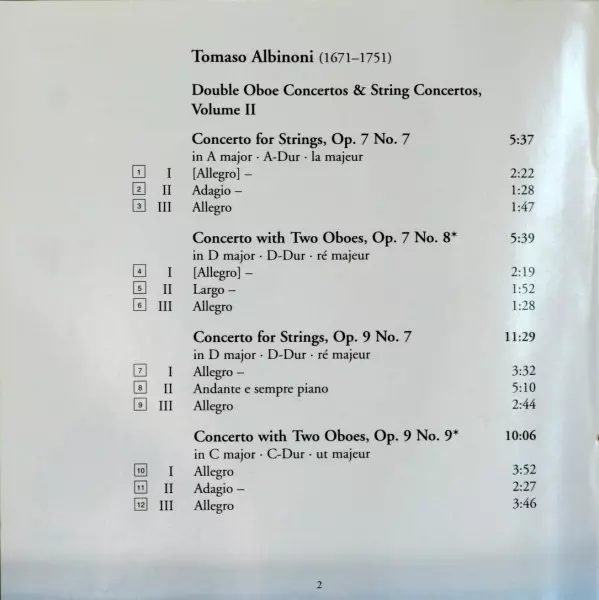 Tomaso Albinoni (1671–1751)
Double Oboe Concertos & String Concertos,
Volume II
Concerto for Strings, Op. 7 No. 7 5:37
in A major · A-Dur · la majeur
1 I [Allegro] – 2:22
2 II Adagio – 1:28
3 III Allegro 1:47
Concerto with Two Oboes, Op. 7 No. 8* 5:39
in D major · D-Dur · ré majeur
4 I [Allegro] – 2:19
5 II Largo – 1:52
6 III Allegro 1:28
Concerto for Strings, Op. 9 No. 7 11:29
in D major · D-Dur · ré majeur
7 I Allegro – 3:32
8 II Andante e sempre piano 5:10
9 III Allegro 2:44
Concerto with Two Oboes, Op. 9 No. 9* 10:06
in C major · C-Dur · ut majeur
10 I Allegro 3:52
11 II Adagio – 2:27
12 III Allegro 3:46
2